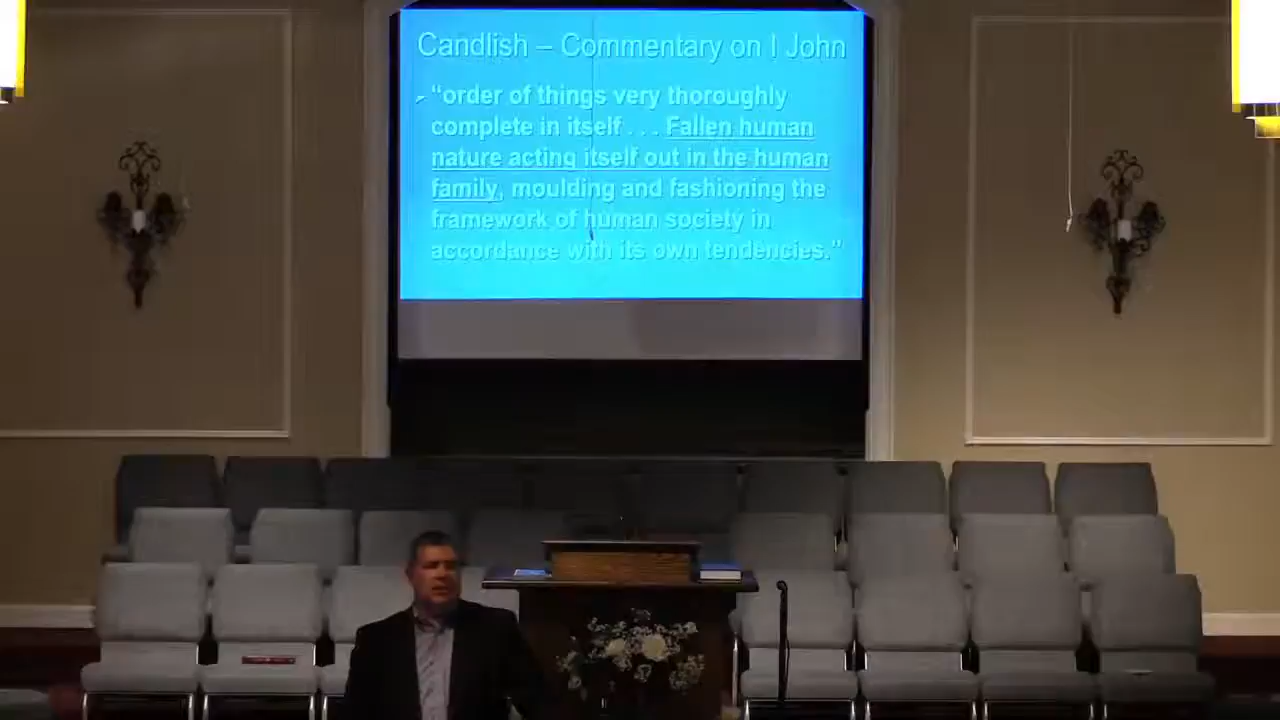 Candlish – Commentary on I John
“order of things very thoroughly
complete in itself . . . Fallen human
nature acting itself out in the human
family, moulding and fashioning the
framework of human society in
accordance with its own tendencies.”